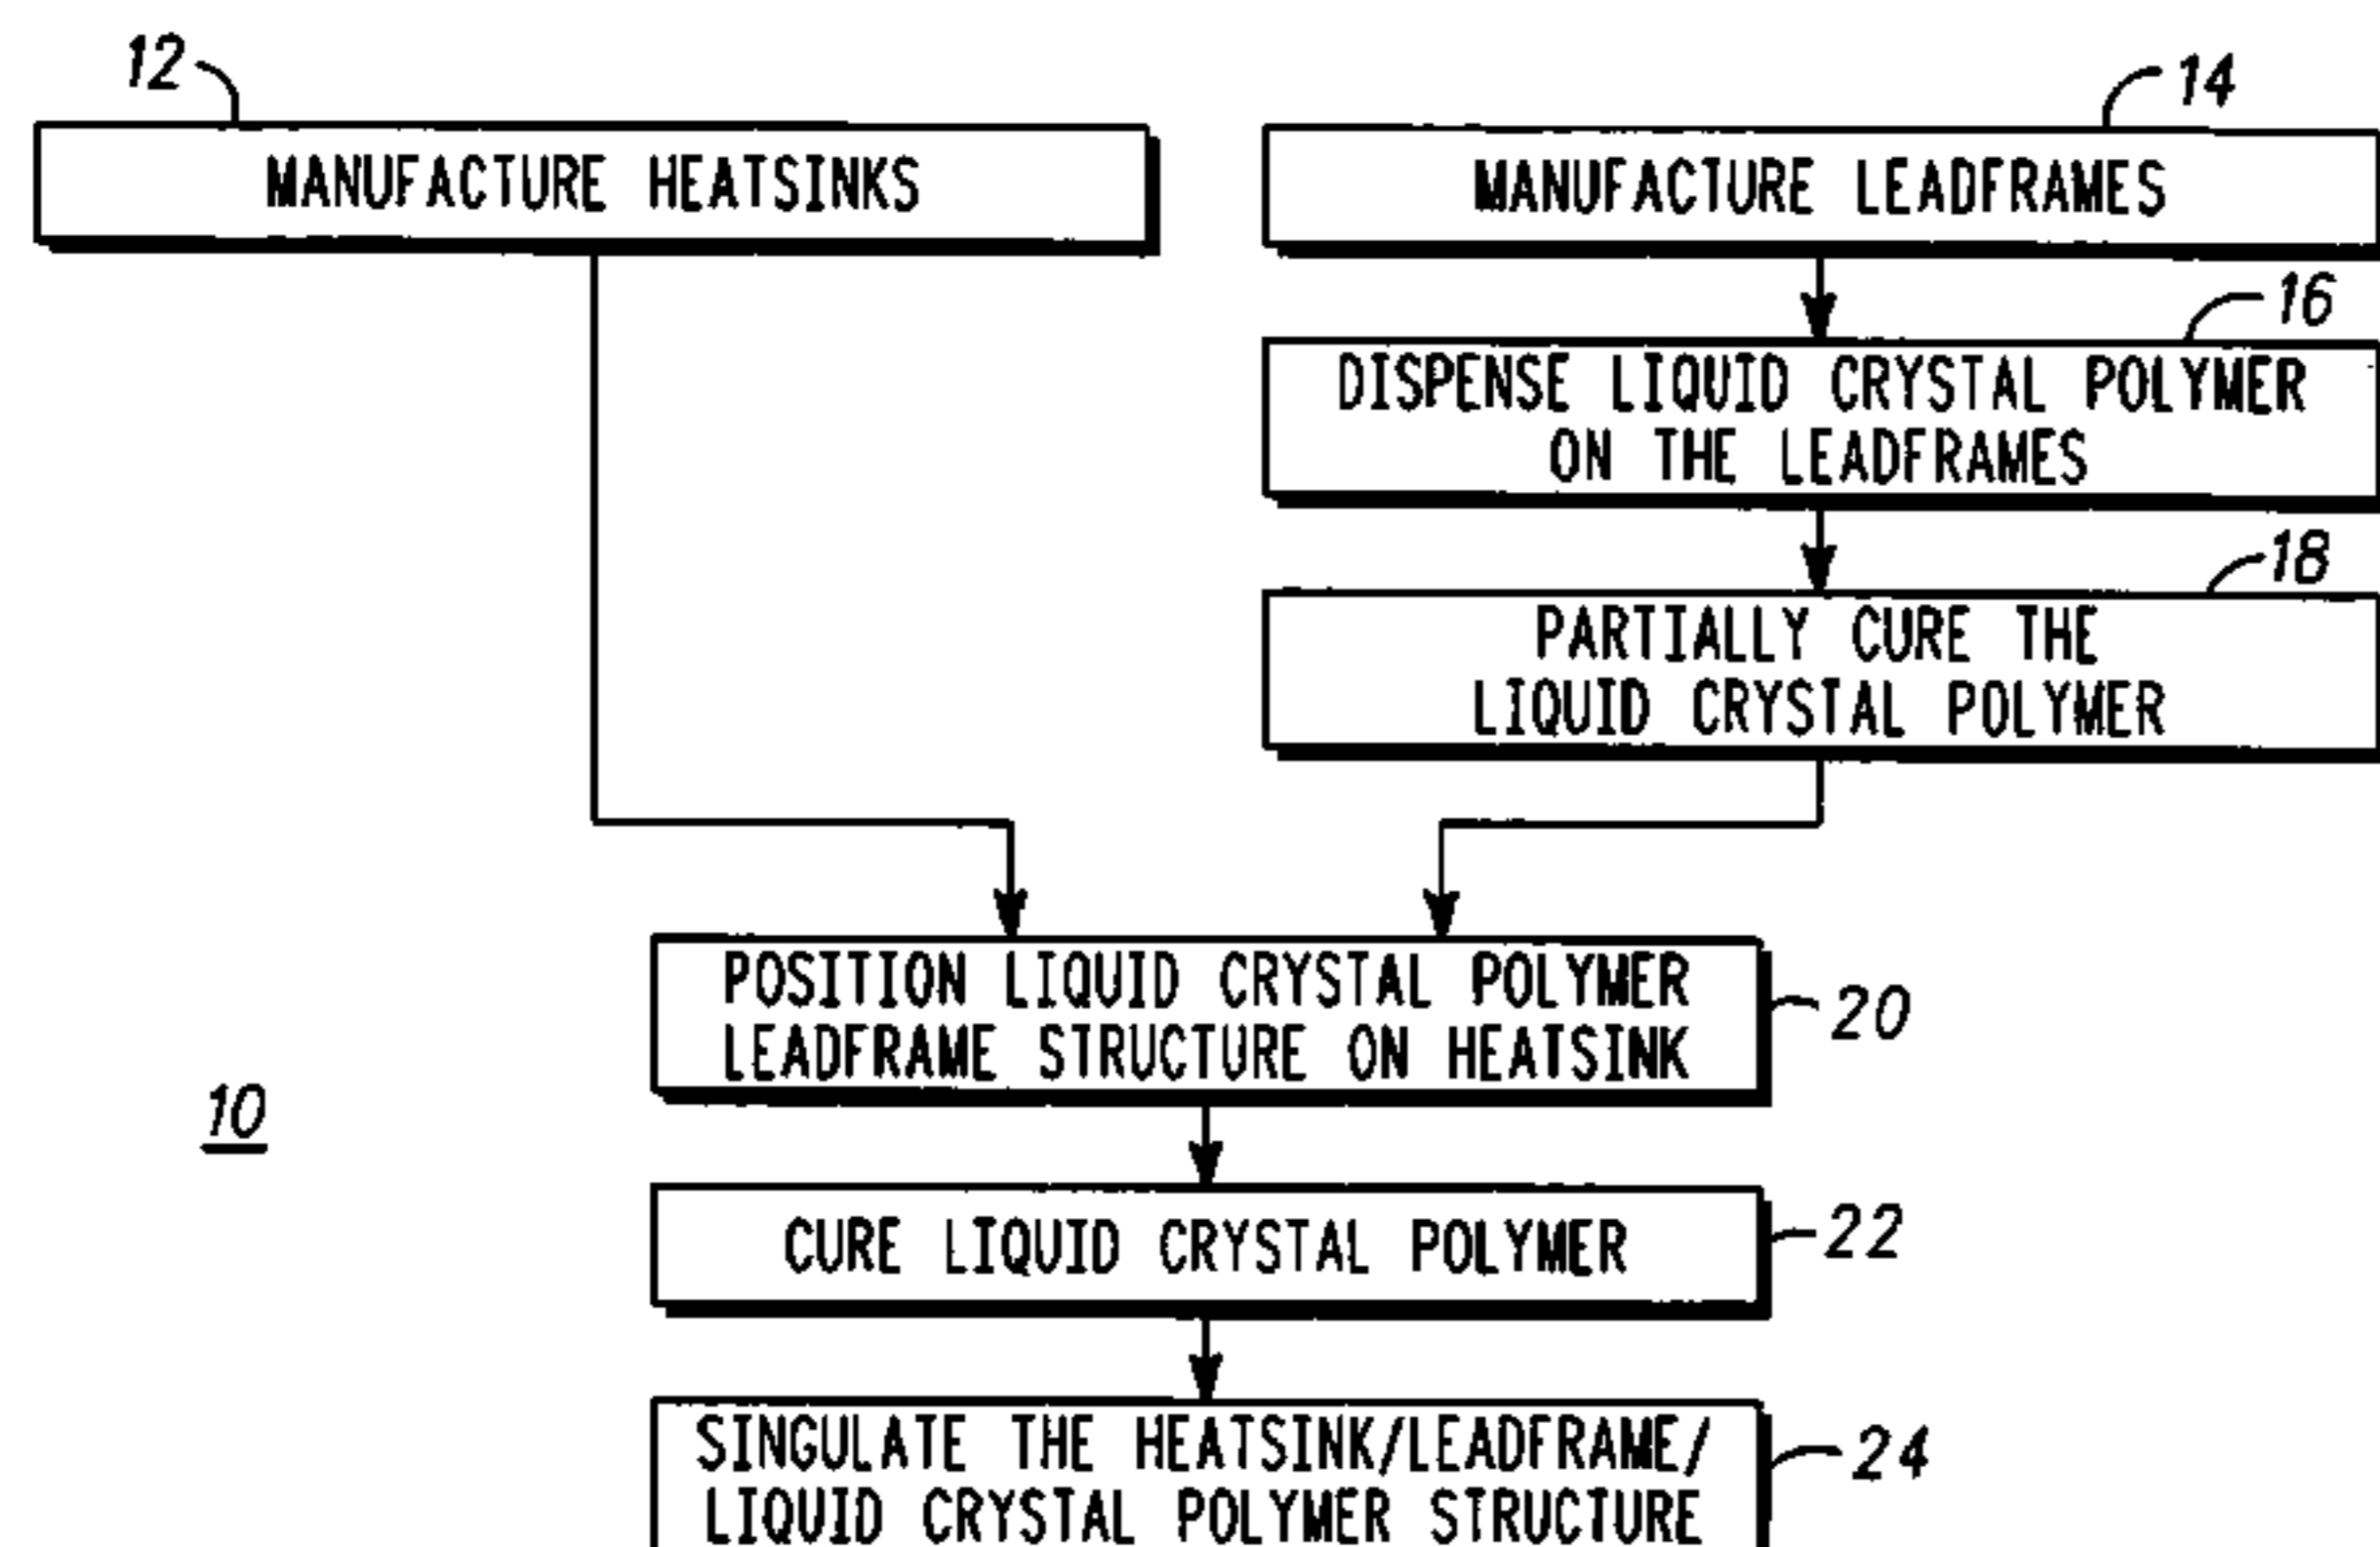 12
MANUFACTURE HEATSINKS
14
MANUFACTURE LEADFRAMES
16
DISPENSE LIQUID CRYSTAL POLYMER
ON THE LEADFRAMES
18
PARTIALLY CURE THE
LIQUID CRYSTAL POLYMER
POSITION LIQUID CRYSTAL POLYMER
LEADFRAME STRUCTURE ON HEATSINK
20
10
CURE LIQUID CRYSTAL POLYMER
22
SINGULATE THE HEATSINK/LEADFRAME/
LIQUID CRYSTAL POLYMER STRUCTURE
24